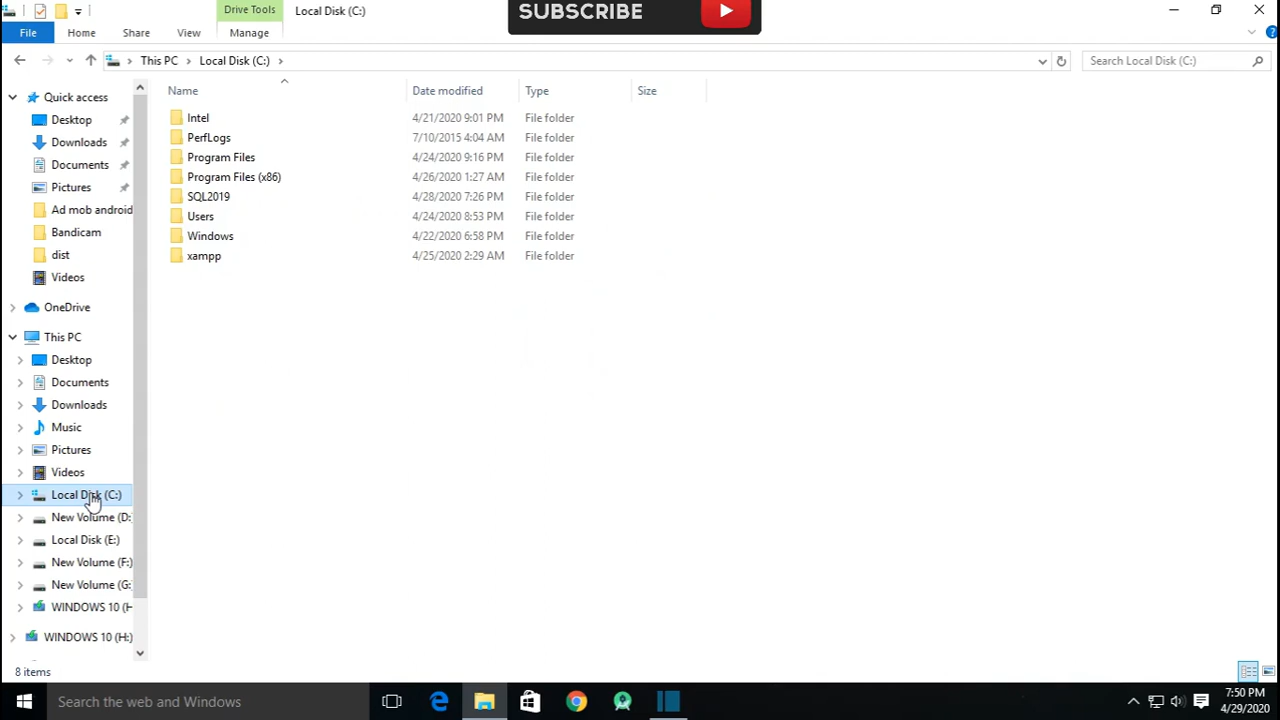 Drive Tools
Local Disk (C:)
SUBSCRIBE
File
Home
Share
View
Manage
This PC
Local Disk (C:)
Search Local Disk (C:)
Name
Date modified
Type
Size
Intel
4/21/2020 9:01 PM
File folder
PerfLogs
7/10/2015 4:04 AM
File folder
Program Files
4/24/2020 9:16 PM
File folder
Program Files (x86)
4/26/2020 1:27 AM
File folder
SQL2019
4/28/2020 7:26 PM
File folder
Users
4/24/2020 8:53 PM
File folder
Windows
4/22/2020 6:58 PM
File folder
xampp
4/25/2020 2:29 AM
File folder
Quick access
Desktop
Downloads
Documents
Pictures
Ad mob android
Bandicam
dist
Videos
OneDrive
This PC
Desktop
Documents
Downloads
Music
Pictures
Videos
Local Disk (C:)
New Volume (D:
Local Disk (E:)
New Volume (F:)
New Volume (G:
WINDOWS 10 (H
WINDOWS 10 (H:)
8 items
Search the web and Windows
7:50 PM
4/29/2020